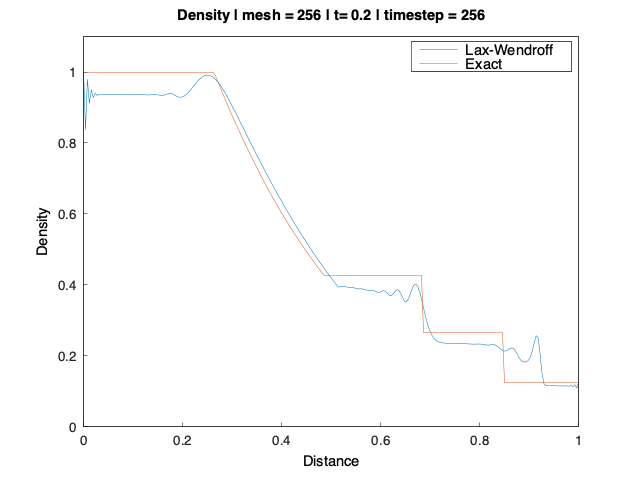 Density | mesh = 256 | t= 0.2 | timestep = 256
Lax-Wendroff
Exact
1
0.8
0.6
0.4
0.2
0
Density
0
0.2
0.4
0.6
0.8
1
Distance